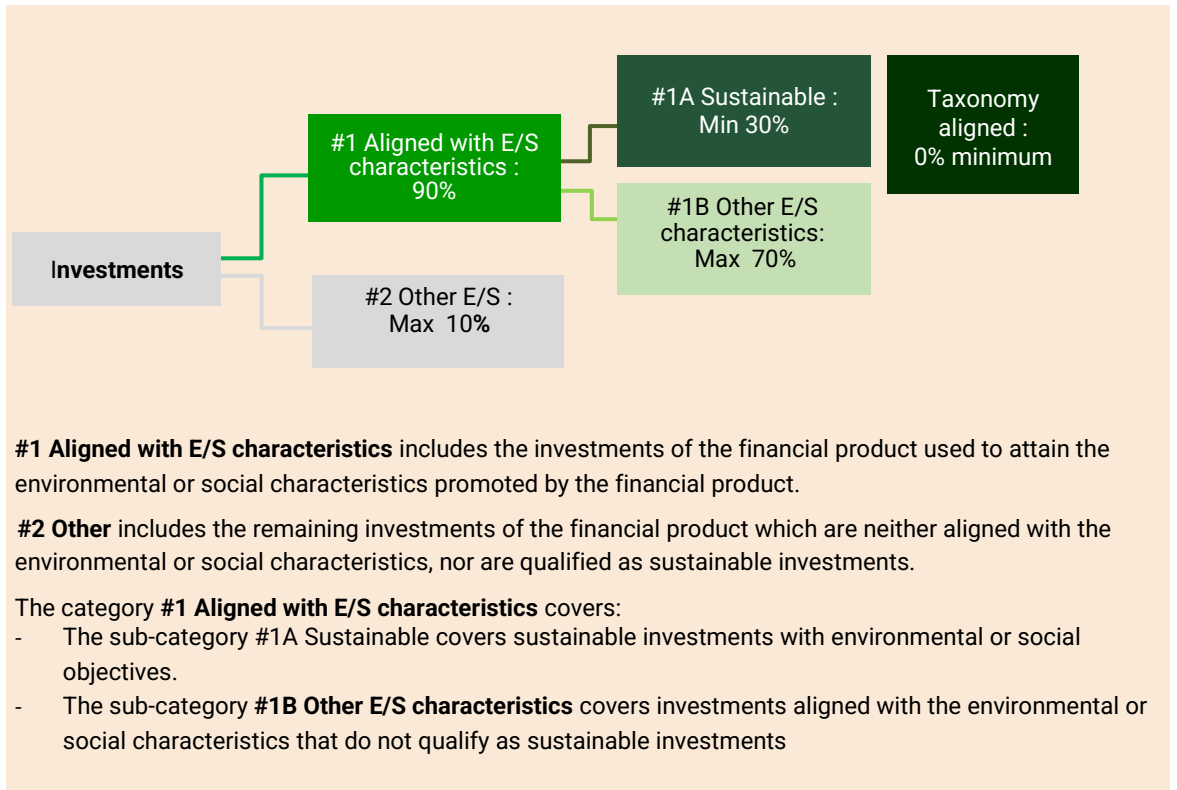 #1A Sustainable :
Min 30%
Taxonomy
aligned :
0% minimum
#1 Aligned with E/S
characteristics :
90%
#1B Other E/S
characteristics:
Max 70%
Investments
#2 Other E/S :
Max 10%
#1 Aligned with E/S characteristics includes the investments of the financial product used to attain the
environmental or social characteristics promoted by the financial product.
#2 Other includes the remaining investments of the financial product which are neither aligned with the
environmental or social characteristics, nor are qualified as sustainable investments.
The category #1 Aligned with E/S characteristics covers:
- The sub-category #1A Sustainable covers sustainable investments with environmental or social
objectives.
- The sub-category #1B Other E/S characteristics covers investments aligned with the environmental or
social characteristics that do not qualify as sustainable investments